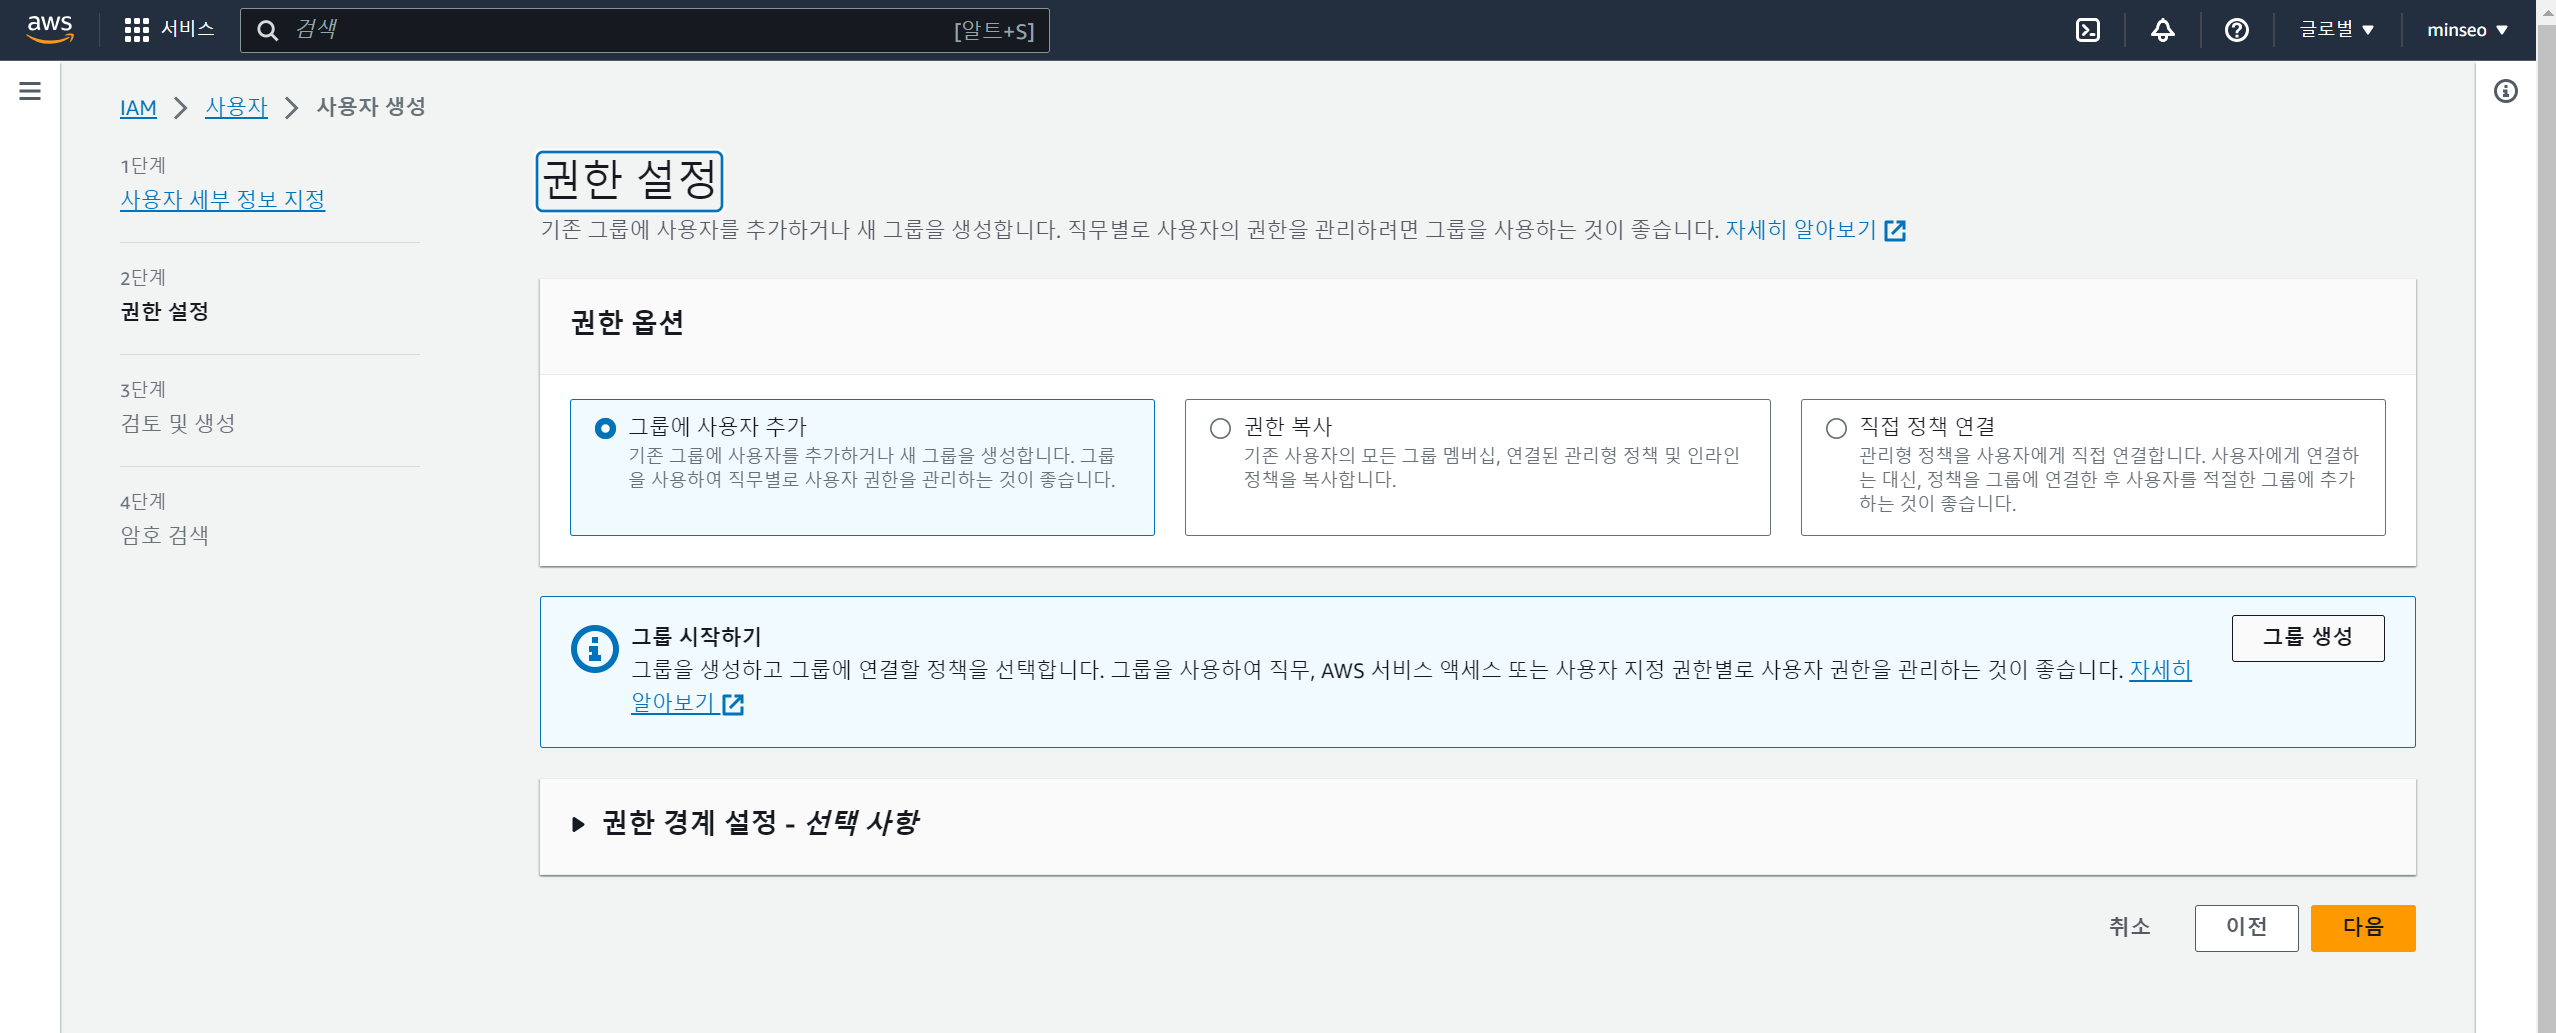 aws
서비스
검색
[알트+S]
글로벌
minseo
IAM
사용자
사용자 생성
1단계
사용자 세부 정보 지정
2단계
권한 설정
3단계
검토 및 생성
4단계
암호 검색
권한 설정
기존 그룹에 사용자를 추가하거나 새 그룹을 생성합니다. 직무별로 사용자의 권한을 관리하려면 그룹을 사용하는 것이 좋습니다. 자세히 알아보기
권한 옵션
그룹에 사용자 추가
기존 그룹에 사용자를 추가하거나 새 그룹을 생성합니다. 그룹
을 사용하여 직무별로 사용자 권한을 관리하는 것이 좋습니다.
권한 복사
기존 사용자의 모든 그룹 멤버십, 연결된 관리형 정책 및 인라인
정책을 복사합니다.
직접 정책 연결
관리형 정책을 사용자에게 직접 연결합니다. 사용자에게 연결하
는 대신, 정책을 그룹에 연결한 후 사용자를 적절한 그룹에 추가
하는 것이 좋습니다.
그룹 시작하기
그룹을 생성하고 그룹에 연결할 정책을 선택합니다. 그룹을 사용하여 직무, AWS 서비스 액세스 또는 사용자 지정 권한별로 사용자 권한을 관리하는 것이 좋습니다. 자세히
알아보기
그룹 생성
권한 경계 설정 - 선택 사항
취소
이전
다음